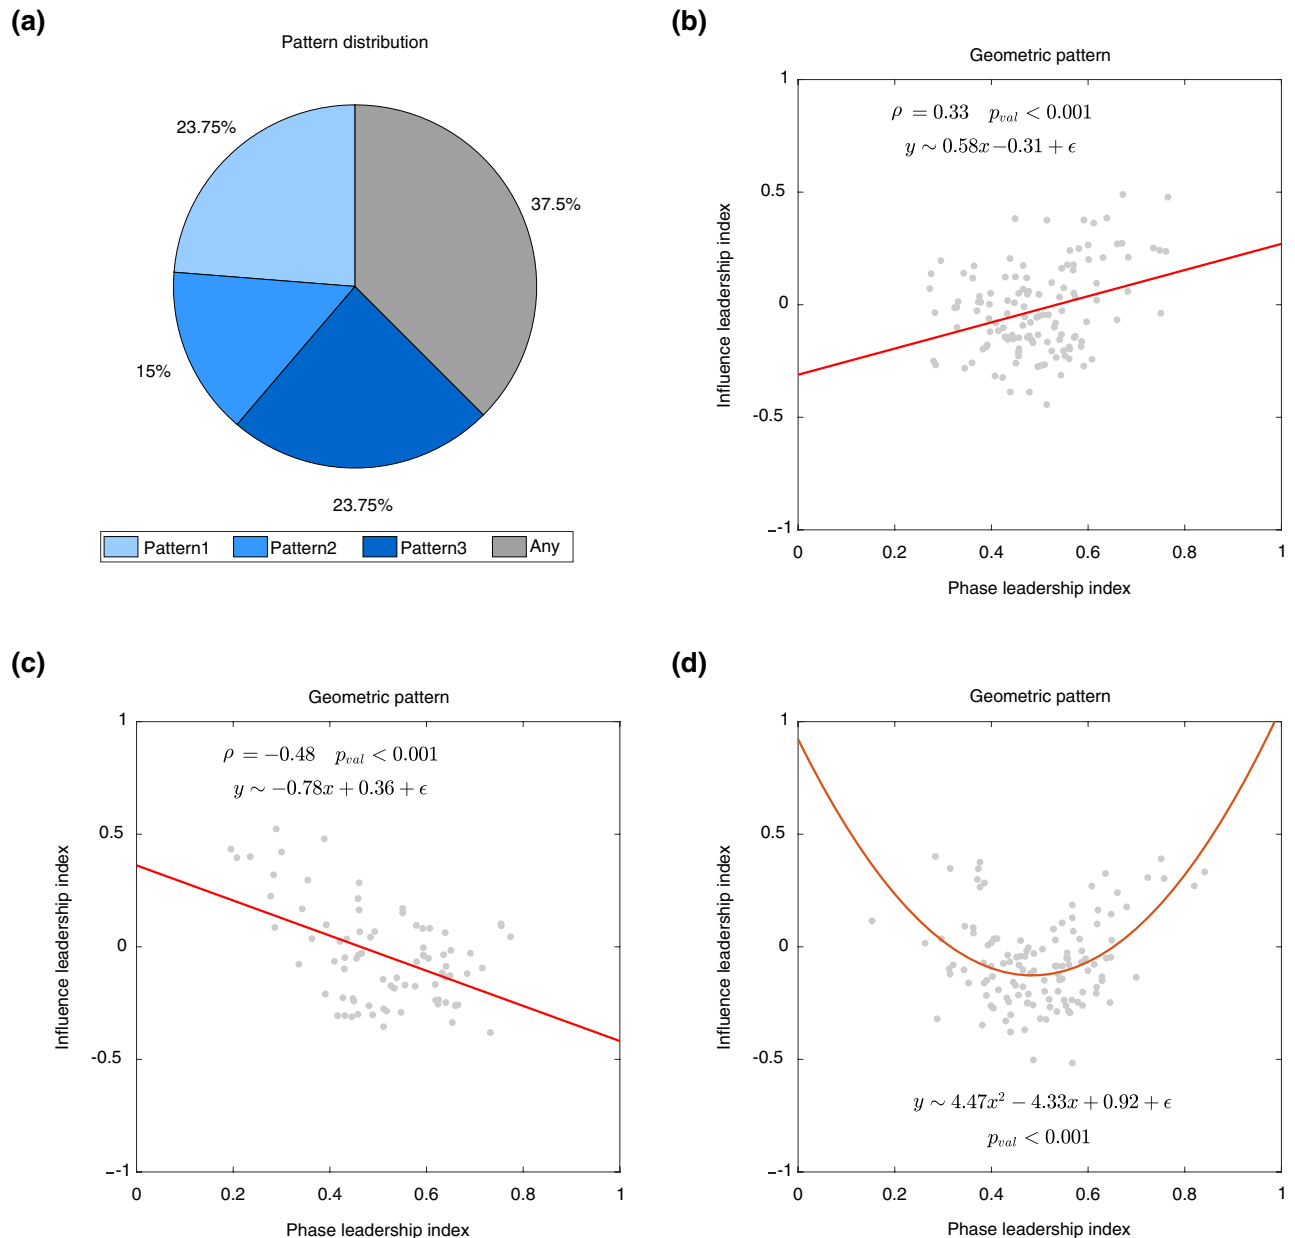 (a)
Pattern distribution
23.75%
37.5%
15%
23.75%
Pattern1 Pattern2 Pattern3 Any
(b)
Geometric pattern
ρ = 0.33 p_val < 0.001
y ∼ 0.58x−0.31 + ϵ
Influence leadership index
1
0.5
0
-0.5
−-1
0 0.2 0.4 0.6 0.8 1
Phase leadership index
(c)
Geometric pattern
ρ = −0.48 p_val < 0.001
y ∼ −0.78x + 0.36 + ϵ
Influence leadership index
1
0.5
0
-0.5
−-1
0 0.2 0.4 0.6 0.8 1
Phase leadership index
(d)
Geometric pattern
Influence leadership index
1
0.5
0
-0.5
−-1
y ∼ 4.47x² − 4.33x + 0.92 + ϵ
p_val < 0.001
0 0.2 0.4 0.6 0.8 1
Phase leadership index